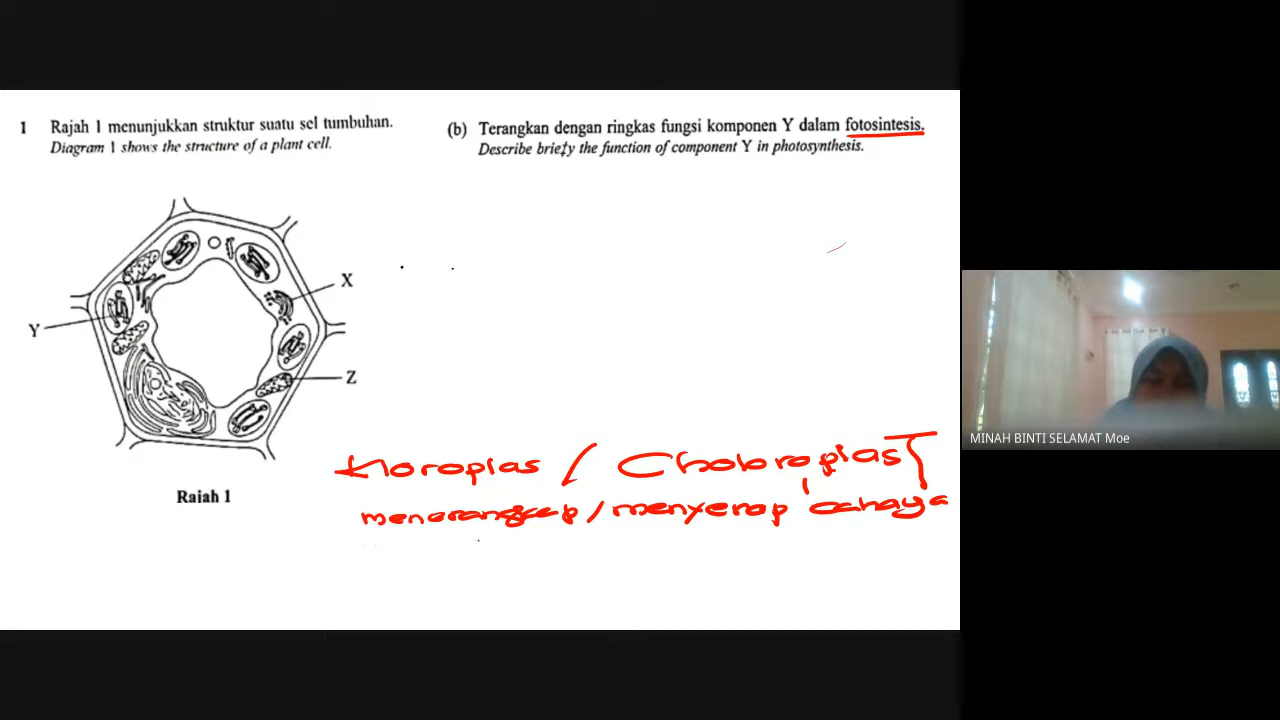 1 Rajah 1 menunjukkan struktur suatu sel tumbuhan.
Diagram 1 shows the structure of a plant cell.
X
Y
Z
Rajah 1
(b) Terangkan dengan ringkas fungsi komponen Y dalam fotosintesis.
Describe briefly the function of component Y in photosynthesis.
kloroplas / Chloroplast
menerangkap / menyerap cahaya
MINAH BINTI SELAMAT Moe